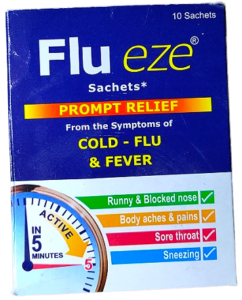 10 Sachets
Flu eze®
Sachets*
PROMPT RELIEF
From the Symptoms of
COLD - FLU
& FEVER
Runny & Blocked nose
Body aches & pains
Sore throat
Sneezing
ACTIVE
IN
5
MINUTES
5